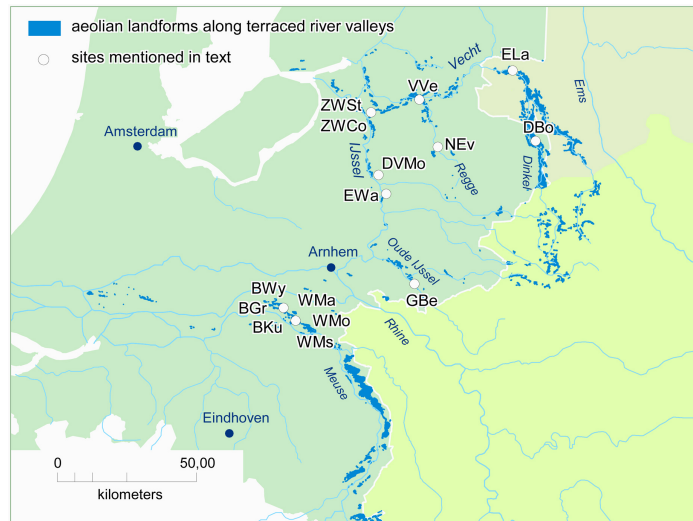 aeolian landforms along terraced river valleys
sites mentioned in text
Vecht
ELa
Ems
VVe
ZWSt
ZWCo
Amsterdam
DBo
NEv
IJssel
DVMo
Regge
Dinkel
EWa
Arnhem
Oude IJssel
BWy
WMa
GBe
BGr
WMo
BKu
WMs
Rhine
Meuse
Eindhoven
0 50,00
kilometers